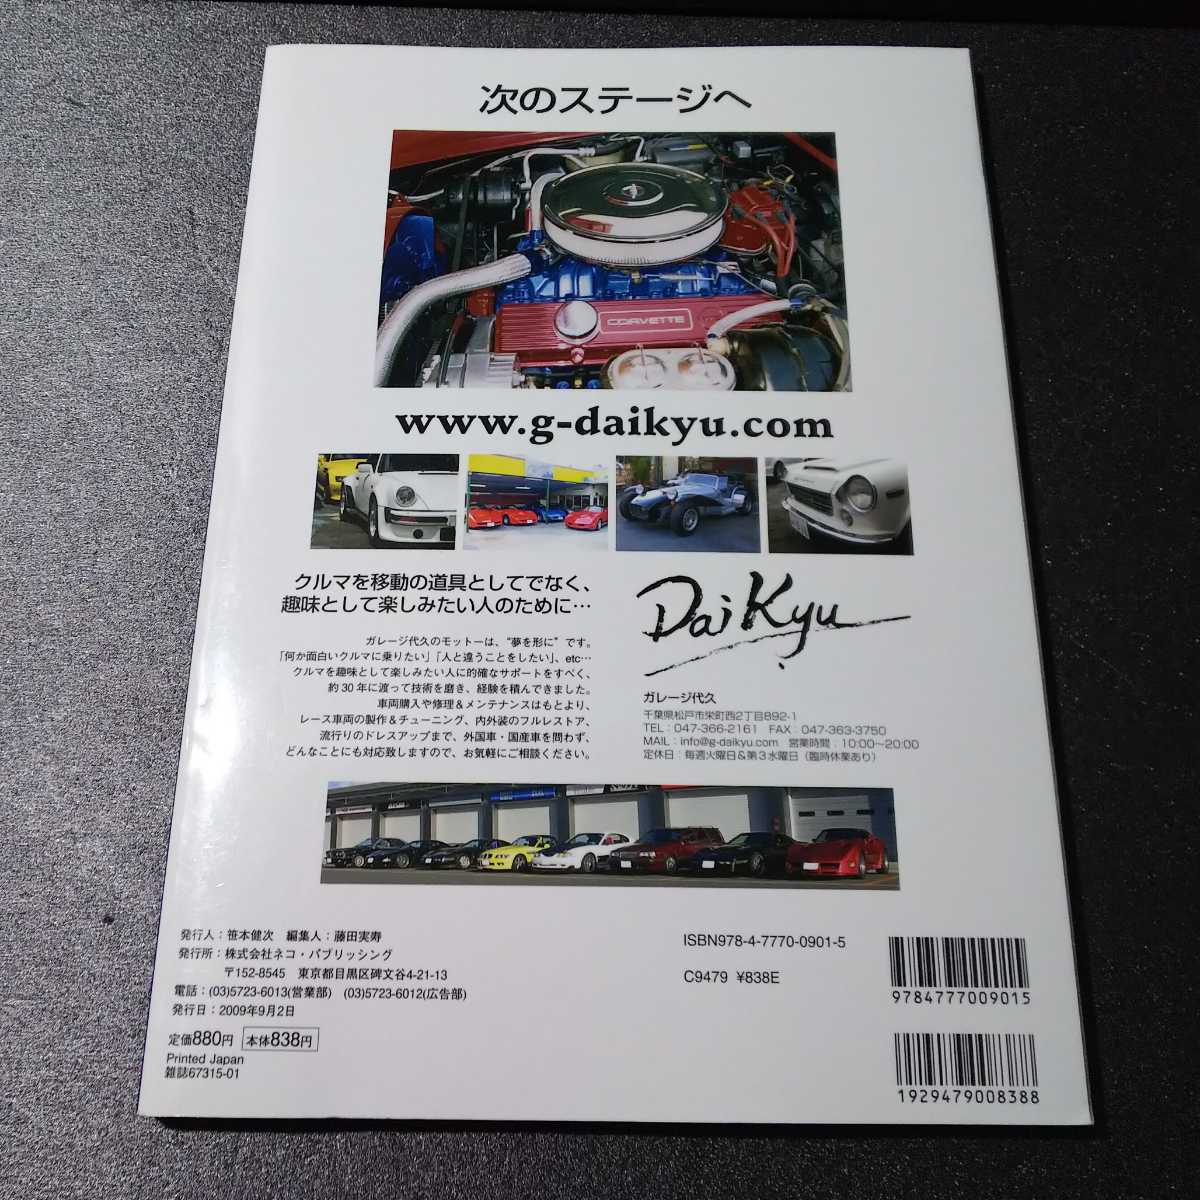 次のステージへ
CORVETTE
www.g-daikyu.com
クルマを移動の道具としてでなく、
趣味として楽しみたい人のために…
ガレージ代久のモットーは、“夢を形に”です。
「何か面白いクルマに乗りたい」「人と違うことをしたい」、etc…
クルマを趣味として楽しみたい人に的確なサポートをすべく、
約30年に渡って技術を磨き、経験を積んできました。
車両購入や修理＆メンテナンスはもとより、
レース車両の製作＆チューニング、内外装のフルレストア、
流行りのドレスアップまで、外国車・国産車を問わず、
どんなことにも対応致しますので、お気軽にご相談ください。
DaiKyu
ガレージ代久
千葉県松戸市栄町西2丁目892-1
TEL：047-366-2161　FAX：047-363-3750
MAIL：info@g-daikyu.com　営業時間：10:00〜20:00
定休日：毎週火曜日＆第3水曜日（臨時休業あり）
発行人：笹本健次　編集人：藤田実寿
発行所：株式会社ネコ・パブリッシング
〒152-8545　東京都目黒区碑文谷4-21-13
電話：(03)5723-6013(営業部)　(03)5723-6012(広告部)
発行日：2009年9月2日
定価880円　本体838円
Printed Japan
雑誌67315-01
ISBN978-4-7770-0901-5
C9479 ¥838E
9784777009015
1929479008388